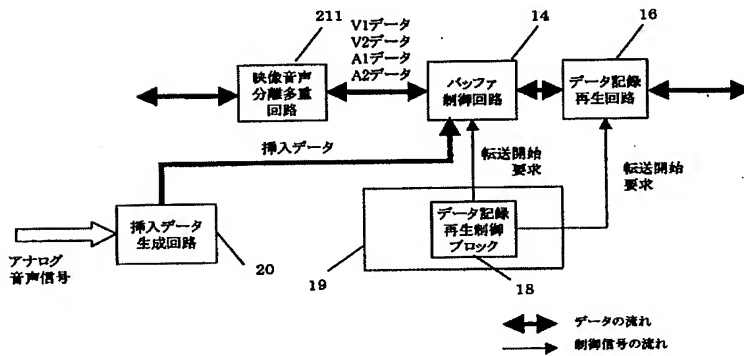 211
V1データ
V2データ
A1データ
A2データ
14
16
映像音声
分離多重
回路
バッファ
制御回路
データ記録
再生回路
挿入データ
転送開始
要求
転送開始
要求
挿入データ
生成回路
データ記録
再生制御
ブロック
アナログ
音声信号
20
19
18
データの流れ
制御信号の流れ